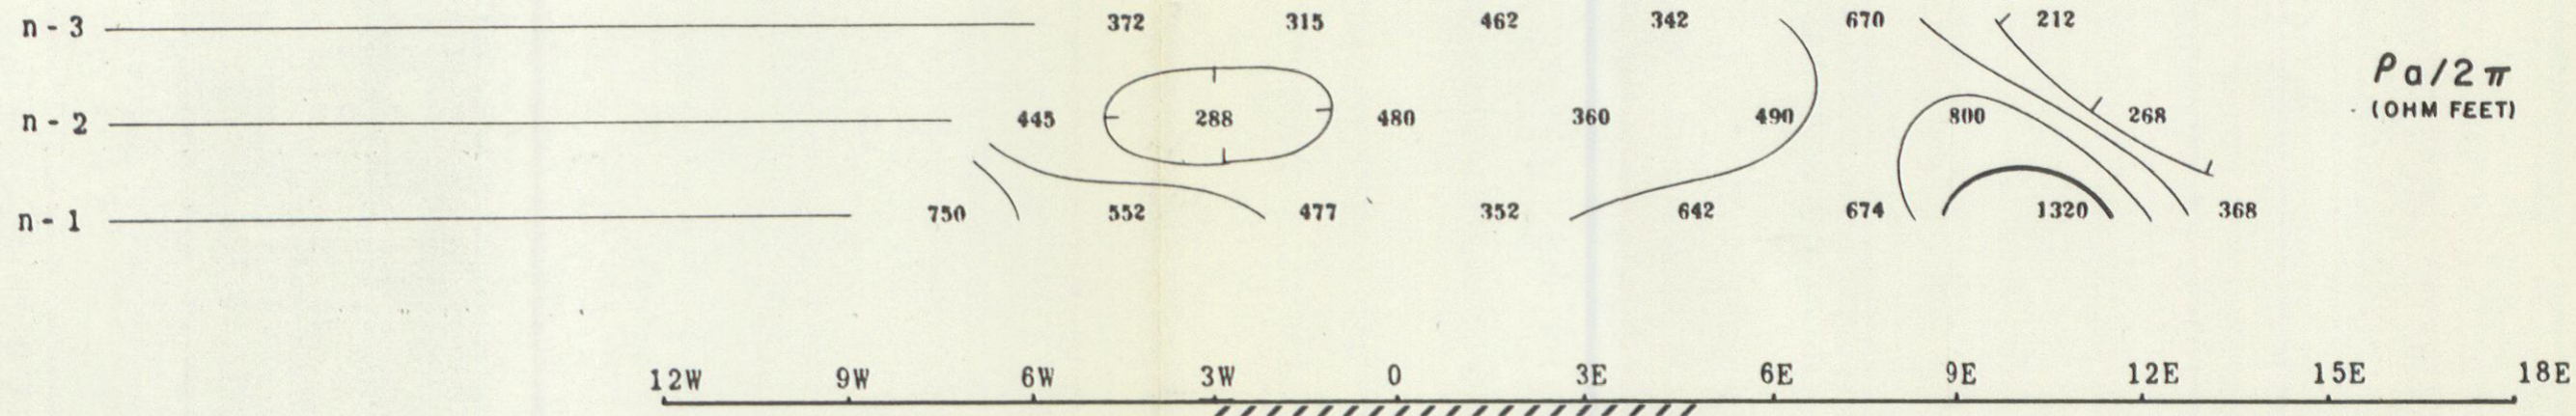 n - 3 372 315 462 342 670 212
ρa/2π
n - 2 445 288 480 360 490 800 268 (OHM FEET)
n - 1 750 552 477 352 642 674 1320 368
12W 9W 6W 3W 0 3E 6E 9E 12E 15E 18E